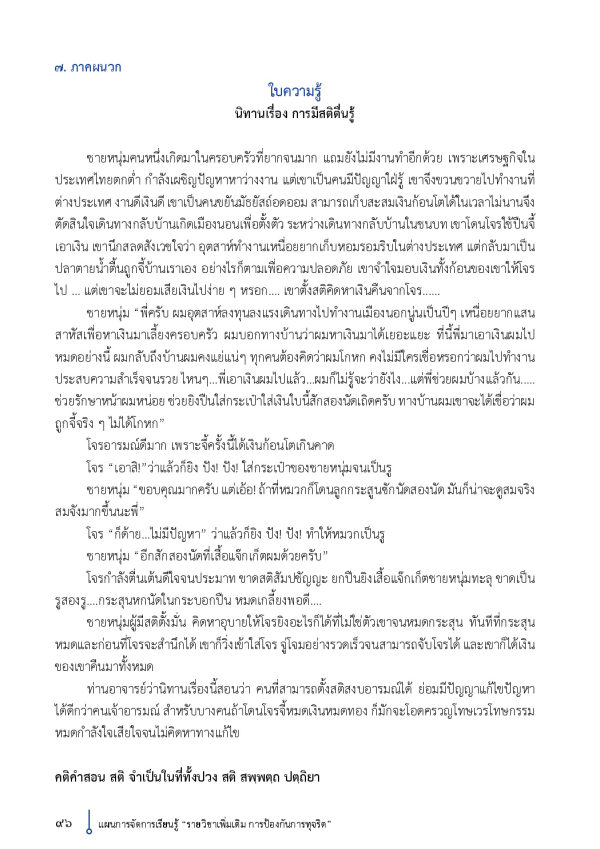 ๗. ภาคผนวก
ใบความรู้
นิทานเรื่อง การมีสติตื่นรู้
ชายหนุ่มคนหนึ่งเกิดมาในครอบครัวที่ยากจนมาก แถมยังไม่มีงานทำอีกด้วย เพราะเศรษฐกิจใน
ประเทศไทยตกต่ำ กำลังเผชิญปัญหาหาว่างงาน แต่เขาเป็นคนมีปัญญาใฝ่รู้ เขาจึงขวนขวายไปทำงานที่
ต่างประเทศ งานดีเงินดี เขาเป็นคนขยันมัธยัสถ์อดออม สามารถเก็บสะสมเงินก้อนโตได้ในเวลาไม่นานจึง
ตัดสินใจเดินทางกลับบ้านเกิดเมืองนอนเพื่อตั้งตัว ระหว่างเดินทางกลับบ้านในชนบท เขาโดนโจรใช้ปืนจี้
เอาเงิน เขานึกสลดสังเวชใจว่า อุตสาห์ทำงานเหนื่อยยากเก็บหอมรอมริบในต่างประเทศ แต่กลับมาเป็น
ปลาตายน้ำตื้นถูกจี้บ้านเราเอง อย่างไรก็ตามเพื่อความปลอดภัย เขาจำใจมอบเงินทั้งก้อนของเขาให้โจร
ไป ... แต่เขาจะไม่ยอมเสียเงินไปง่าย ๆ หรอก.... เขาตั้งสติคิดหาเงินคืนจากโจร......
ชายหนุ่ม “พี่ครับ ผมอุตสาห์ลงทุนลงแรงเดินทางไปทำงานเมืองนอกนู่นเป็นปีๆ เหนื่อยยากแสน
สาหัสเพื่อหาเงินมาเลี้ยงครอบครัว ผมบอกทางบ้านว่าผมหาเงินมาได้เยอะแยะ ที่นี้พี่มาเอาเงินผมไป
หมดอย่างนี้ ผมกลับถึงบ้านผมคงแย่แน่ๆ ทุกคนต้องคิดว่าผมโกหก คงไม่มีใครเชื่อหรอกว่าผมไปทำงาน
ประสบความสำเร็จจนรวย ไหนๆ...พี่เอาเงินผมไปแล้ว...ผมก็ไม่รู้จะว่ายังไง...แต่พี่ช่วยผมบ้างแล้วกัน.....
ช่วยรักษาหน้าผมหน่อย ช่วยยิงปืนใส่กระเป๋าใส่เงินใบนี้สักสองนัดเถิดครับ ทางบ้านผมเขาจะได้เชื่อว่าผม
ถูกจี้จริง ๆ ไม่ได้โกหก”
โจรอารมณ์ดีมาก เพราะจี้ครั้งนี้ได้เงินก้อนโตเกินคาด
โจร “เอาสิ!”ว่าแล้วก็ยิง ปัง! ปัง! ใส่กระเป๋าของชายหนุ่มจนเป็นรู
ชายหนุ่ม “ขอบคุณมากครับ แต่เอ้อ! ถ้าที่หมวกก็โดนลูกกระสูนซักนัดสองนัด มันก็น่าจะดูสมจริง
สมจังมากขึ้นนะพี่”
โจร “ก็ด้าย...ไม่มีปัญหา” ว่าแล้วก็ยิง ปัง! ปัง! ทำให้หมวกเป็นรู
ชายหนุ่ม “อีกสักสองนัดที่เสื้อแจ๊กเก็ตผมด้วยครับ”
โจรกำลังตื่นเต้นดีใจจนประมาท ขาดสติสัมปชัญญะ ยกปืนยิงเสื้อแจ๊กเก็ตชายหนุ่มทะลุ ขาดเป็น
รูสองรู....กระสุนหกนัดในกระบอกปืน หมดเกลี้ยงพอดี....
ชายหนุ่มผู้มีสติตั้งมั่น คิดหาอุบายให้โจรยิงอะไรก็ได้ที่ไม่ใช่ตัวเขาจนหมดกระสุน ทันทีที่กระสุน
หมดและก่อนที่โจรจะสำนึกได้ เขาก็วิ่งเข้าใส่โจร จู่โจมอย่างรวดเร็วจนสามารถจับโจรได้ และเขาก็ได้เงิน
ของเขาคืนมาทั้งหมด
ท่านอาจารย์ว่านิทานเรื่องนี้สอนว่า คนที่สามารถตั้งสติสงบอารมณ์ได้ ย่อมมีปัญญาแก้ไขปัญหา
ได้ดีกว่าคนเจ้าอารมณ์ สำหรับบางคนถ้าโดนโจรจี้หมดเงินหมดทอง ก็มักจะโอดครวญโทษเวรโทษกรรม
หมดกำลังใจเสียใจจนไม่คิดหาทางแก้ไข
คติคำสอน สติ จำเป็นในที่ทั้งปวง สติ สพฺพตฺถ ปตฺถิยา
๙๖ แผนการจัดการเรียนรู้ “รายวิชาเพิ่มเติม การป้องกันการทุจริต”